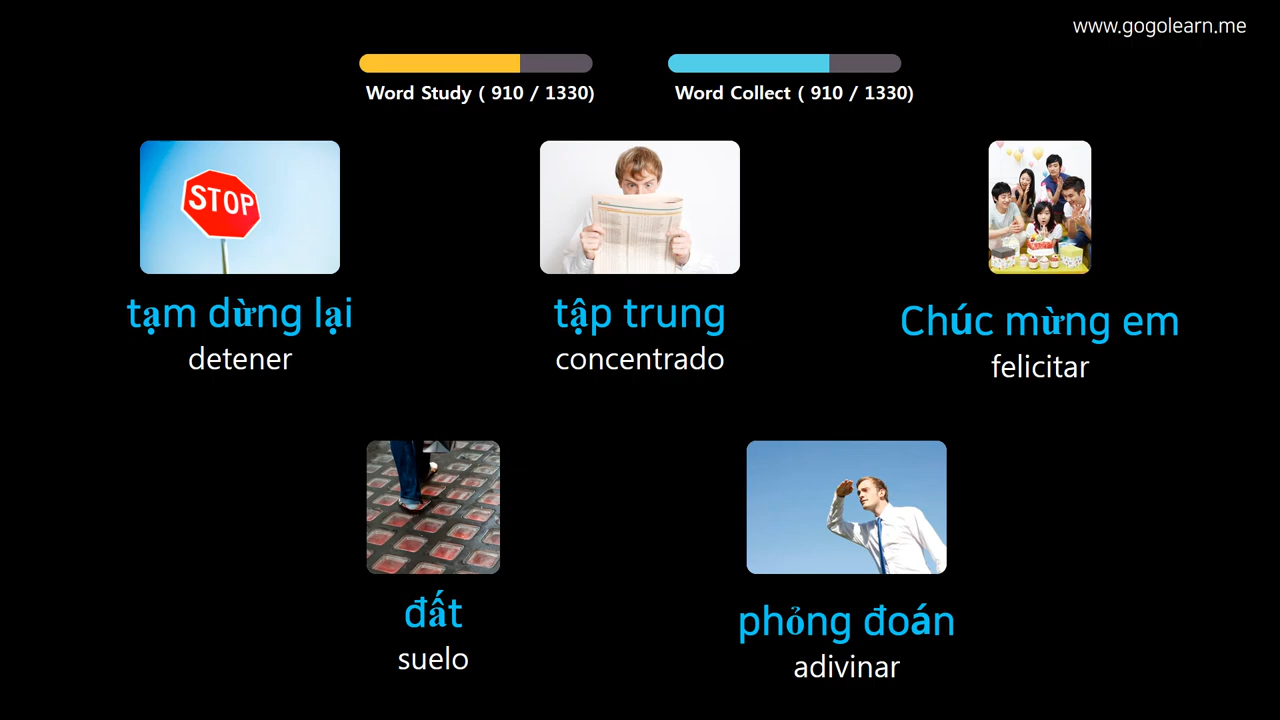 www.gogolearn.me
Word Study ( 910 / 1330)
Word Collect ( 910 / 1330)
STOP
tạm dừng lại
detener
tập trung
concentrado
Chúc mừng em
felicitar
đất
suelo
phỏng đoán
adivinar